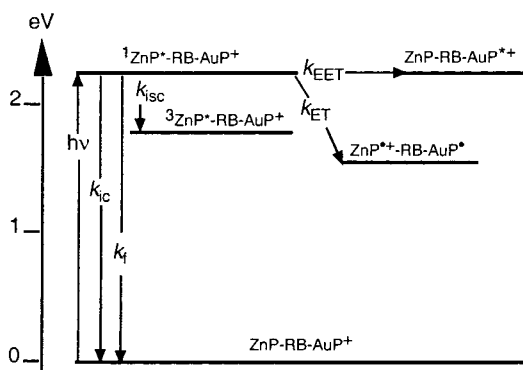 eV
¹ZnP*-RB-AuP⁺
ZnP-RB-AuP*⁺
k_EET
k_isc
k_ET
2
³ZnP*-RB-AuP⁺
ZnP•⁺-RB-AuP•
hν
k_ic
1
k_f
ZnP-RB-AuP⁺
0